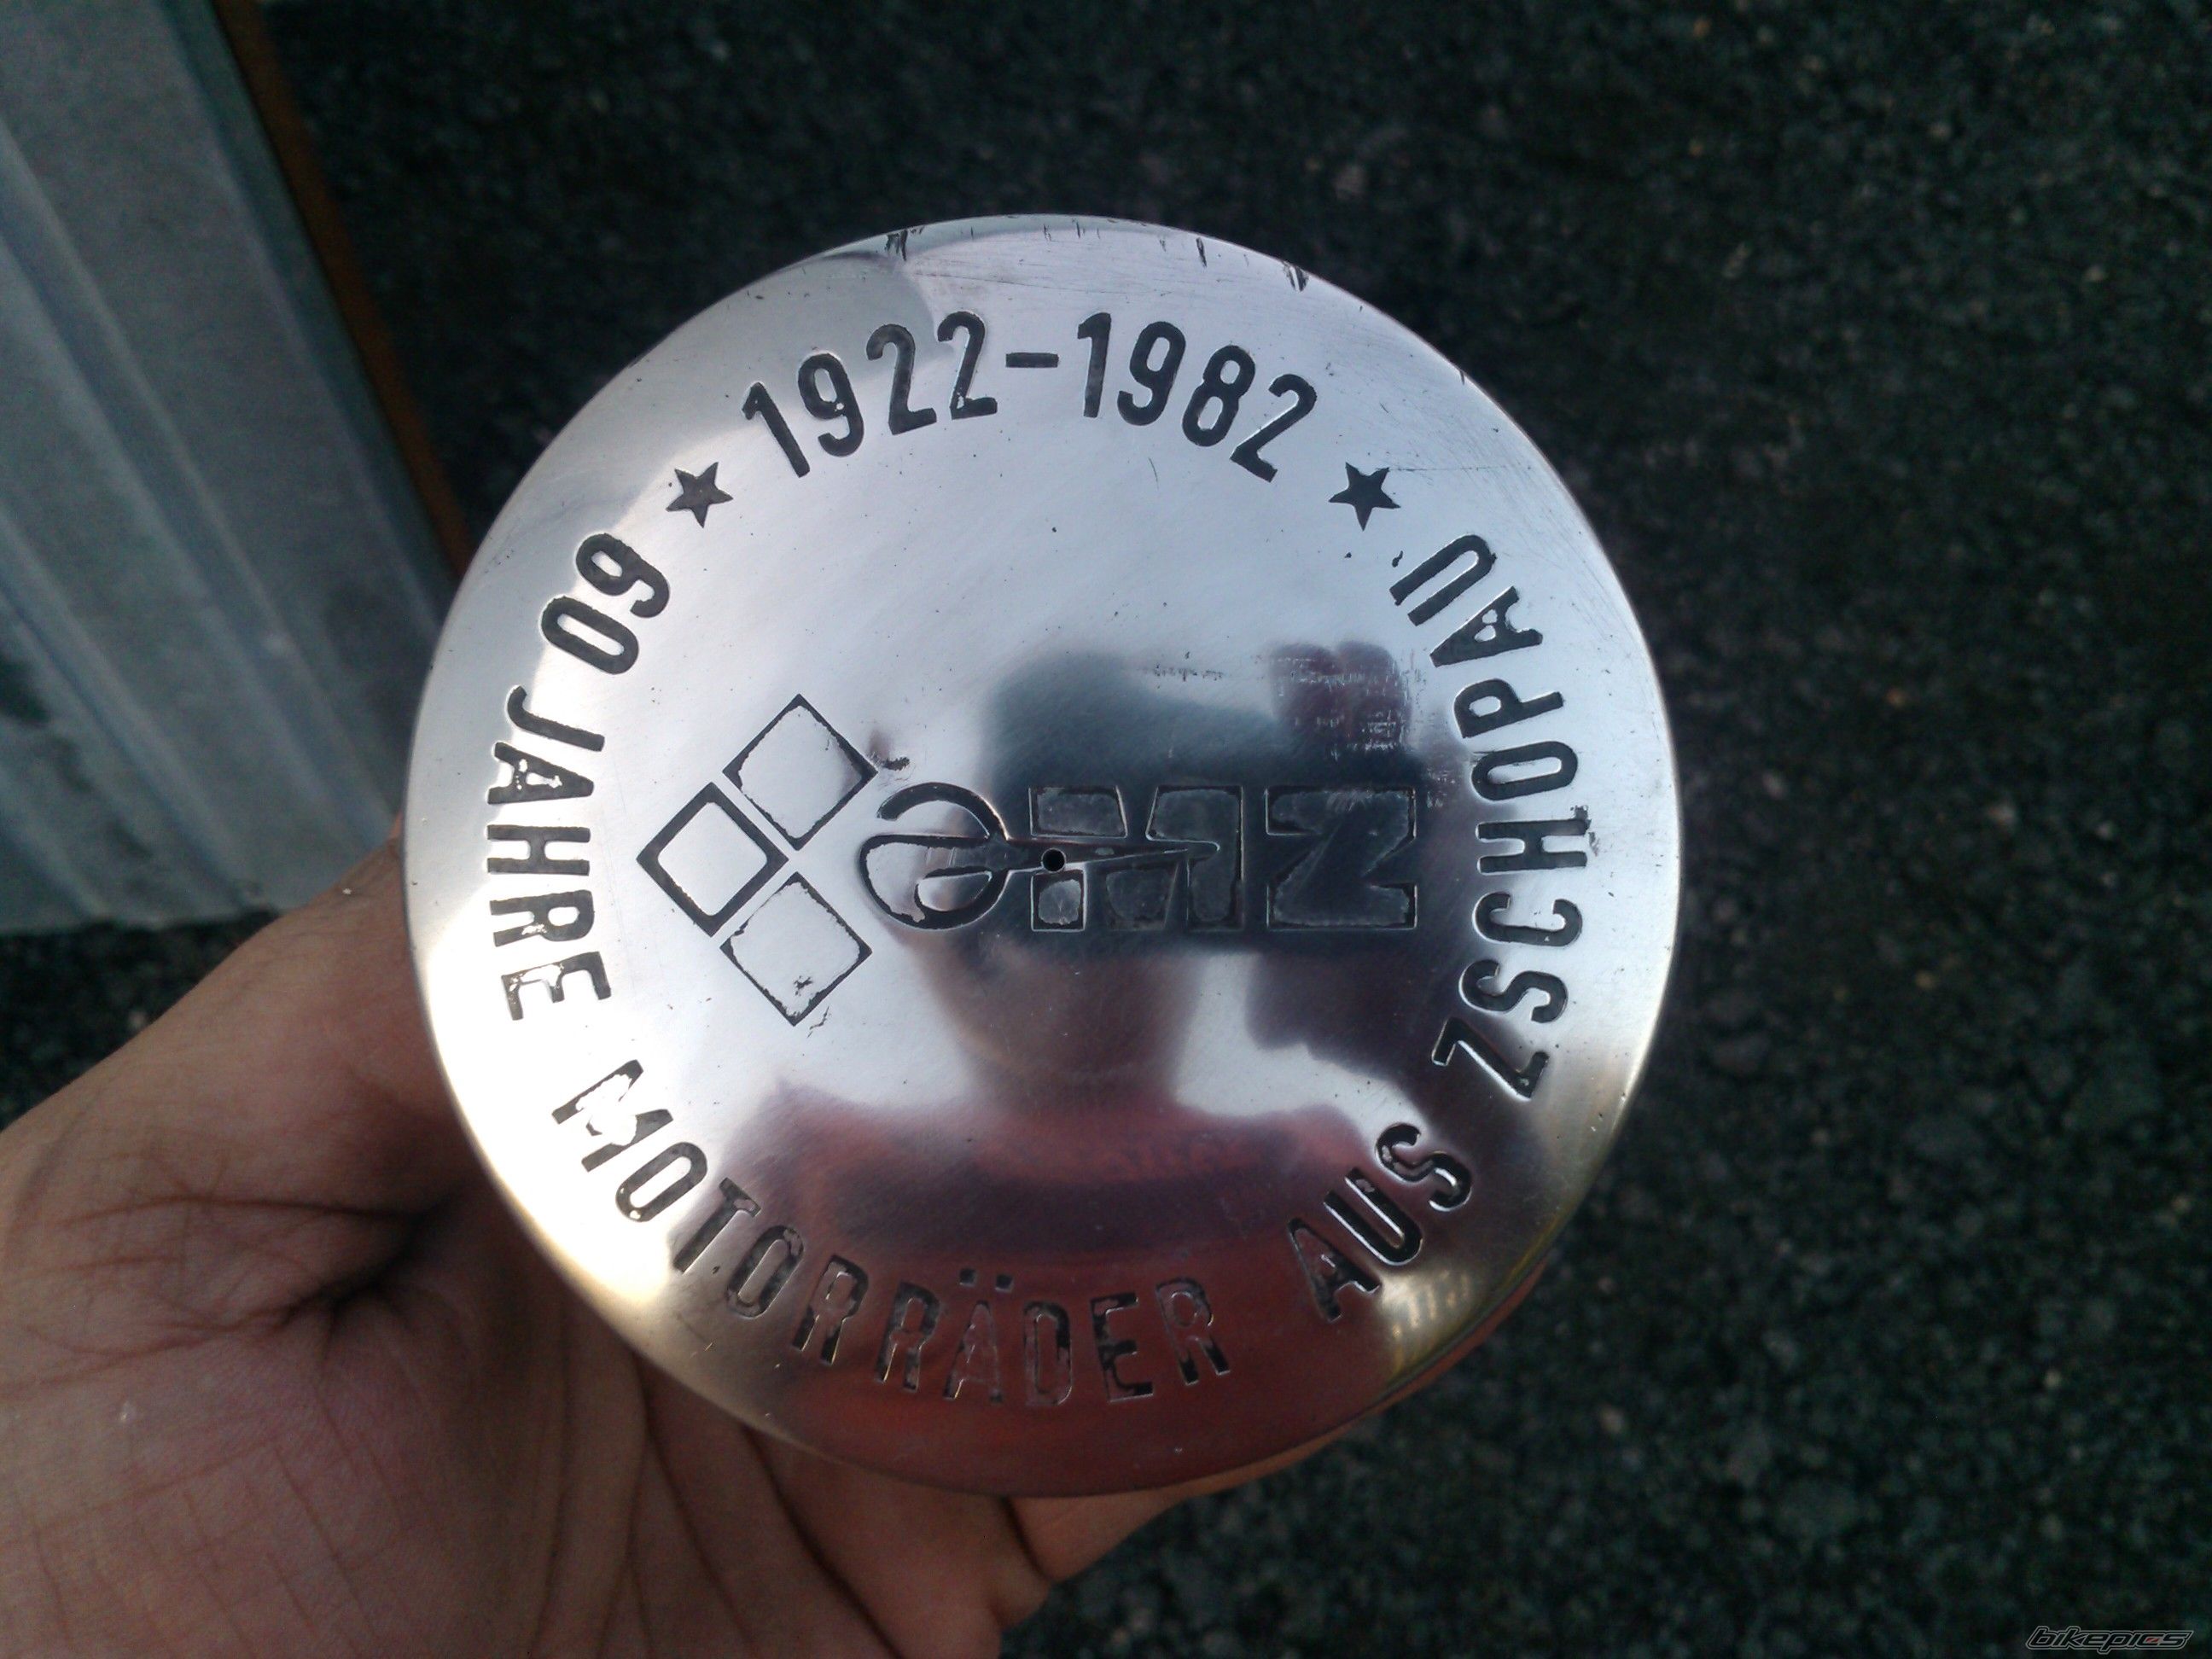 ★ 1922-1982 ★
60 JAHRE MOTORRÄDER AUS ZSCHOPAU
MZ
bikepics